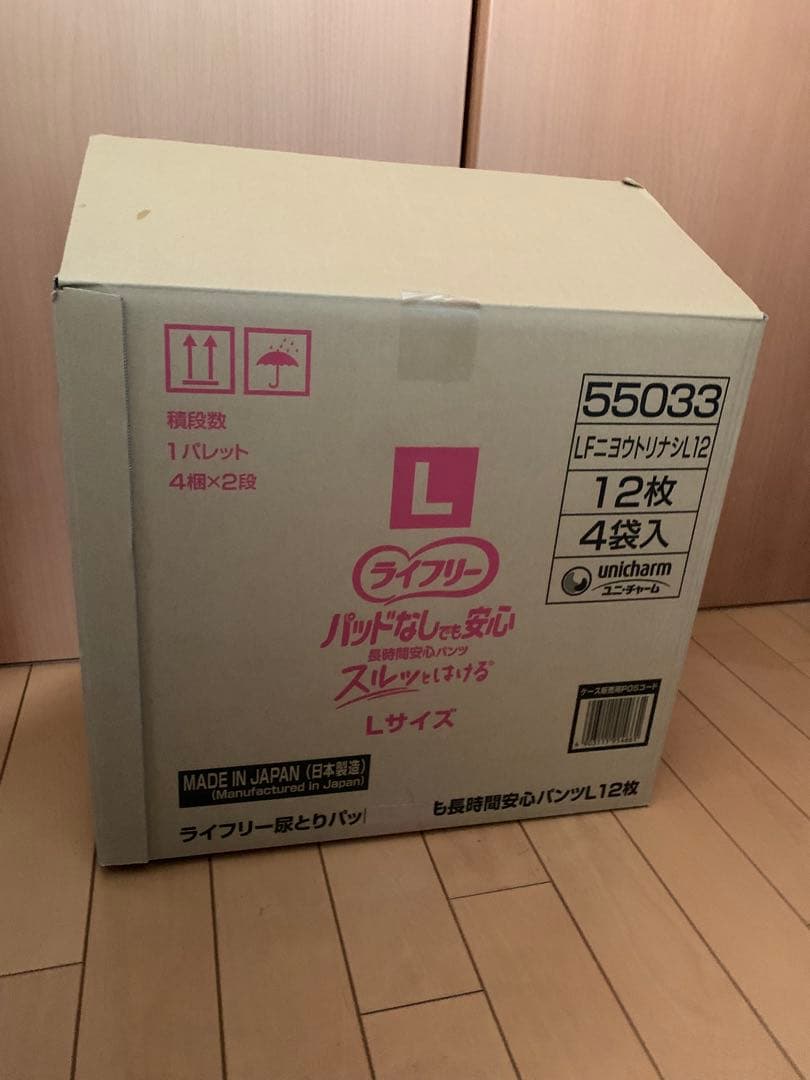 積段数
1パレット
4梱×2段
L
ライフリー
パッドなしでも安心
長時間安心パンツ
スルッとはける
Lサイズ
55033
LFニヨウトリナシL12
12枚
4袋入
unicharm
ユニ・チャーム
ケース販売用POSコード
MADE IN JAPAN(日本製造)
(Manufactured in Japan)
ライフリー尿とりパッ
も長時間安心パンツL12枚